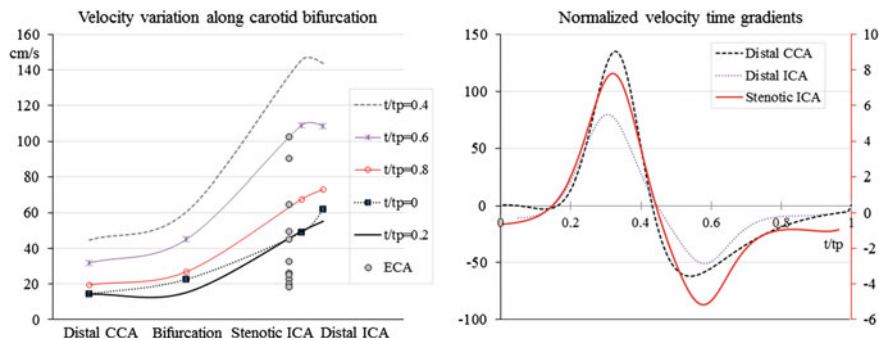 Velocity variation along carotid bifurcation
cm/s
160
140
120
100
80
60
40
20
0
Distal CCA Bifurcation Stenotic ICA Distal ICA
t/tp=0.4
t/tp=0.6
t/tp=0.8
t/tp=0
t/tp=0.2
ECA
Normalized velocity time gradients
150
100
50
0
-50
-100
Distal CCA
Distal ICA
Stenotic ICA
0 0.2 0.4 0.6 0.8 1
t/tp
10
8
6
4
2
0
-2
-4
-6